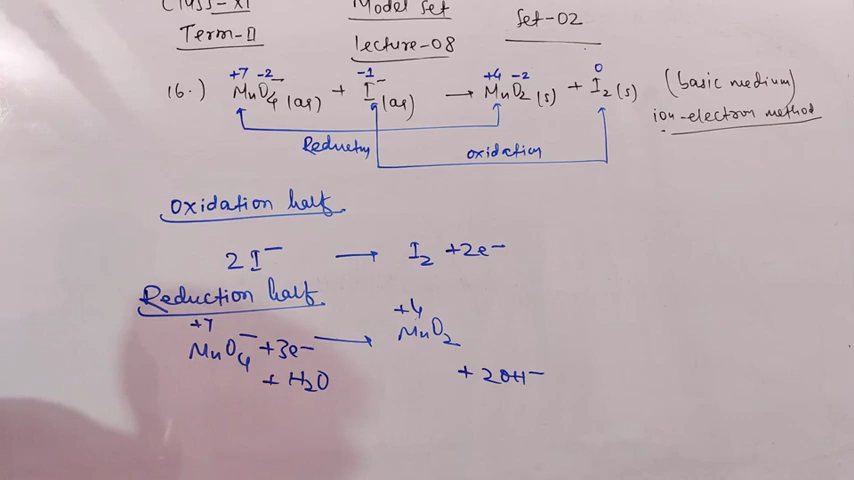 Class-XI Model Set Set-02
Term-II lecture-08
+7 -2 -1 +4 -2 0
16.) MnO4⁻(aq) + I⁻(aq) → MnO2(s) + I2(s) (basic medium)
ion-electron method
Reduction oxidation
Oxidation half
2I⁻ → I2 + 2e⁻
Reduction half
+7 +4
MnO4⁻ + 3e⁻ → MnO2
+ H2O + 2OH⁻